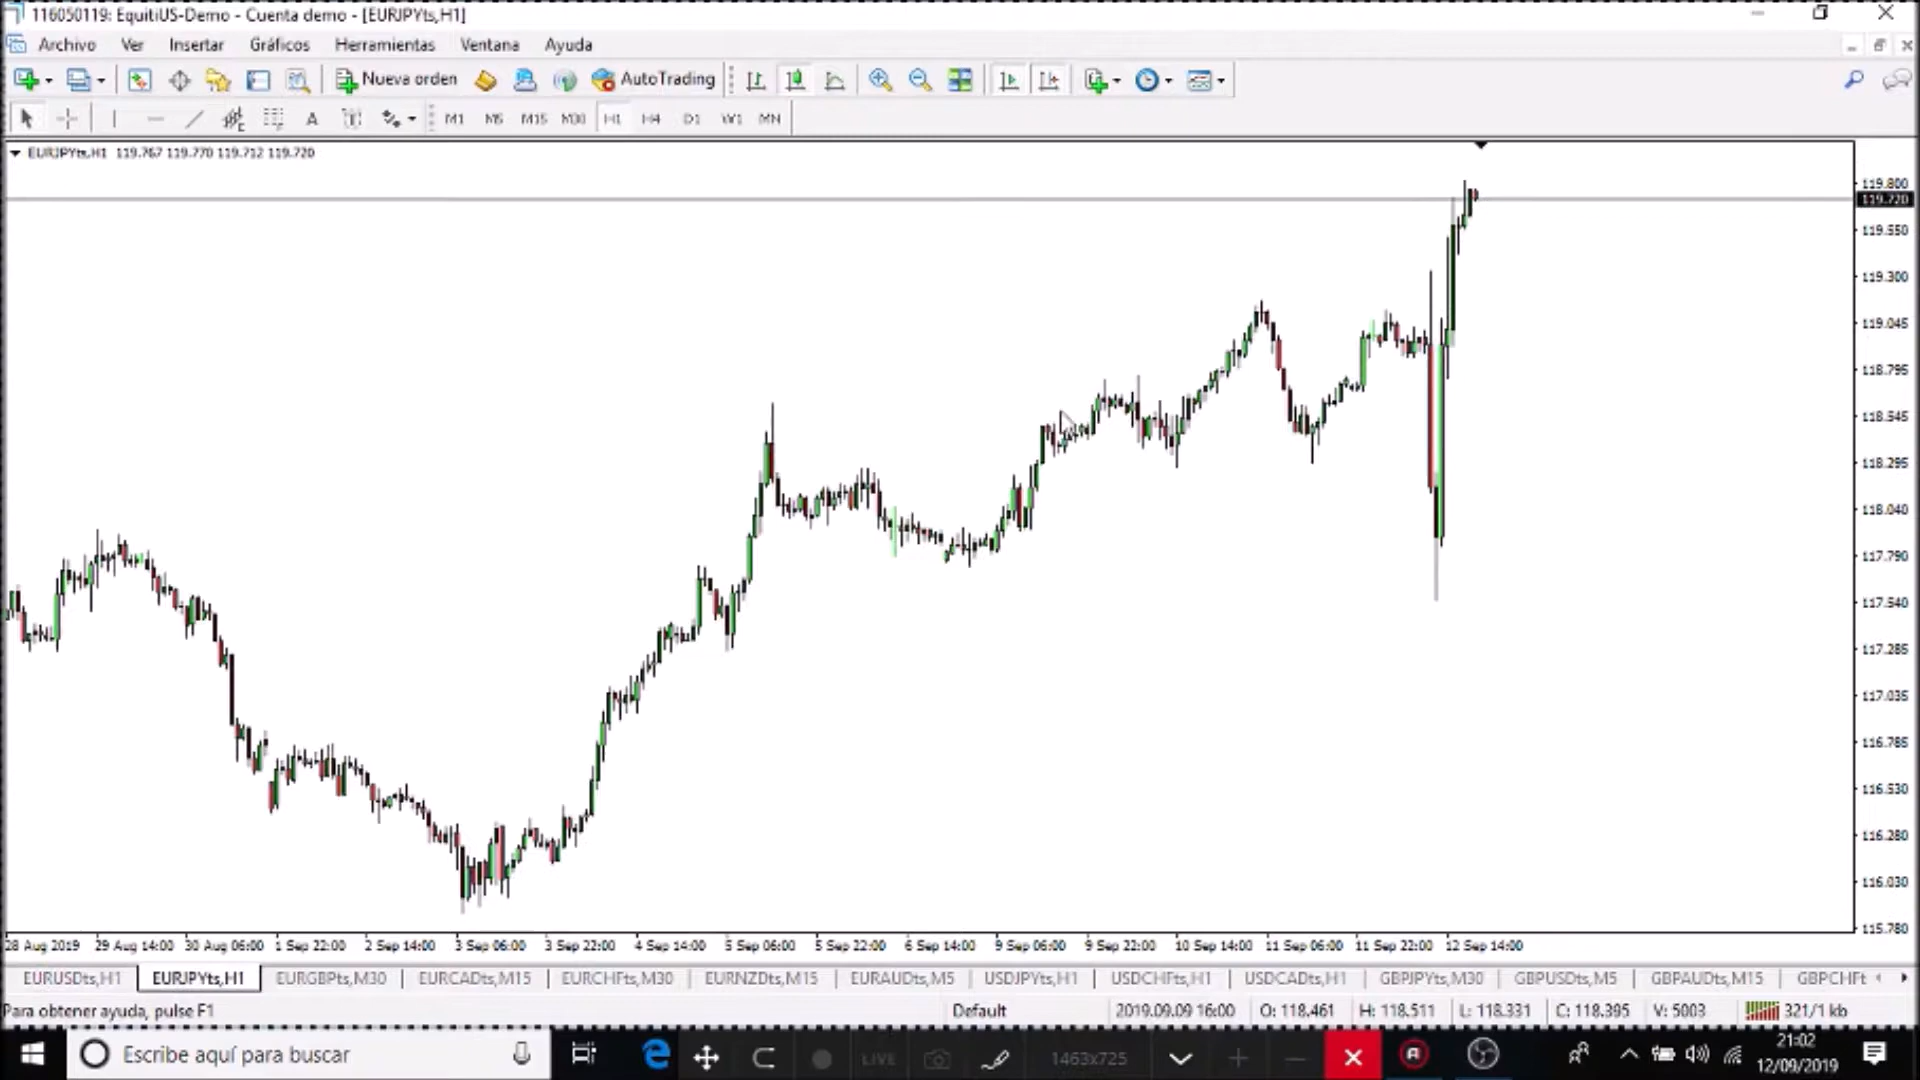 116050119: EquitiUS-Demo - Cuenta demo - [EURJPYts,H1]
Archivo Ver Insertar Gráficos Herramientas Ventana Ayuda
Nueva orden AutoTrading
A T M1 M5 M15 M30 H1 H4 D1 W1 MN
EURJPYts,H1 119.767 119.770 119.712 119.720
119.800
119.720
119.550
119.300
119.045
118.795
118.545
118.295
118.040
117.790
117.540
117.285
117.035
116.785
116.530
116.280
116.030
115.780
28 Aug 2019 29 Aug 14:00 30 Aug 06:00 1 Sep 22:00 2 Sep 14:00 3 Sep 06:00 3 Sep 22:00 4 Sep 14:00 5 Sep 06:00 5 Sep 22:00 6 Sep 14:00 9 Sep 06:00 9 Sep 22:00 10 Sep 14:00 11 Sep 06:00 11 Sep 22:00 12 Sep 14:00
EURUSDts,H1 EURJPYts,H1 EURGBPts,M30 EURCADts,M15 EURCHFts,M30 EURNZDts,M15 EURAUDts,M5 USDJPYts,H1 USDCHFts,H1 USDCADts,H1 GBPJPYts,M30 GBPUSDts,M5 GBPAUDts,M15 GBPCHFt
Para obtener ayuda, pulse F1 Default 2019.09.09 16:00 O: 118.461 H: 118.511 L: 118.331 C: 118.395 V: 5003 321/1 kb
Escribe aquí para buscar LIVE 1463x725 21:02
12/09/2019